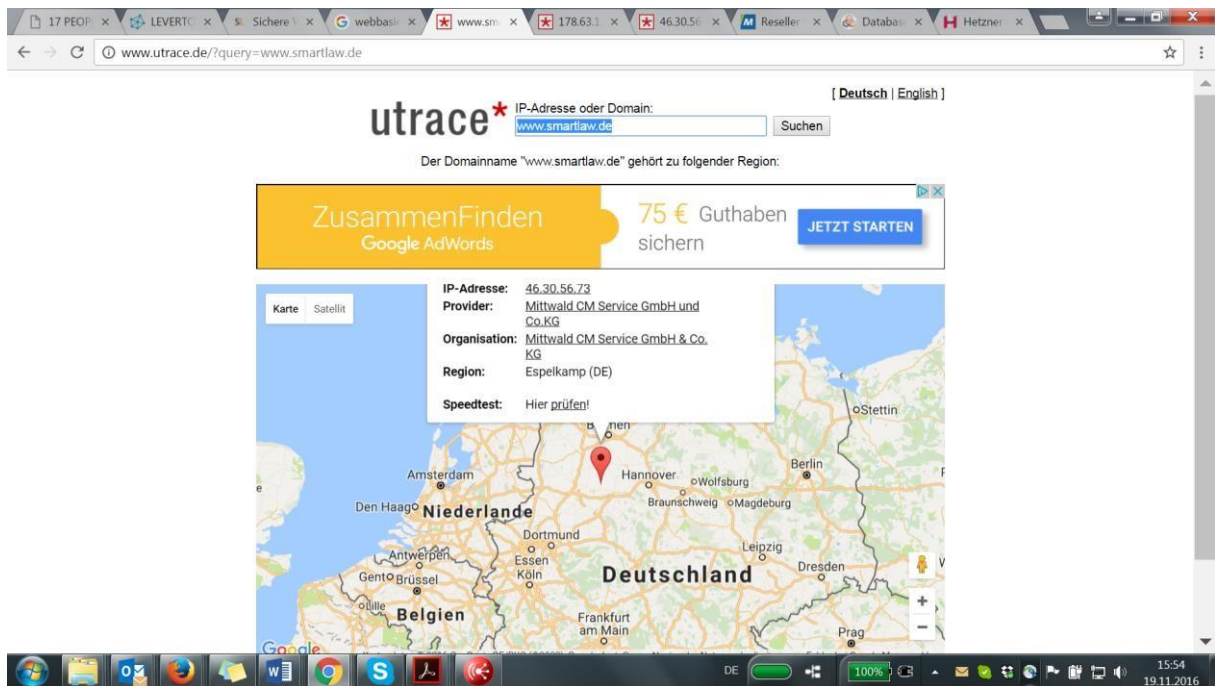 17 PEOP
LEVERTO
Sichere
webbasi
www.sm
178.63.1
46.30.56
Reseller
Databas
Hetzner
www.utrace.de/?query=www.smartlaw.de
[ Deutsch | English ]
utrace*
IP-Adresse oder Domain:
www.smartlaw.de
Suchen
Der Domainname "www.smartlaw.de" gehört zu folgender Region:
ZusammenFinden
Google AdWords
75 € Guthaben
sichern
JETZT STARTEN
Karte Satellit
IP-Adresse: 46.30.56.73
Provider: Mittwald CM Service GmbH und
Co.KG
Organisation: Mittwald CM Service GmbH & Co.
KG
Region: Espelkamp (DE)
Speedtest: Hier prüfen!
Stettin
Amsterdam
Hannover
Wolfsburg
Berlin
Den Haag
Niederlande
Braunschweig
Magdeburg
Dortmund
Antwerpen
Essen
Leipzig
Gent
Brüssel
Köln
Deutschland
Dresden
Lille
Belgien
Frankfurt
am Main
Prag
Google
DE
100%
15:54
19.11.2016